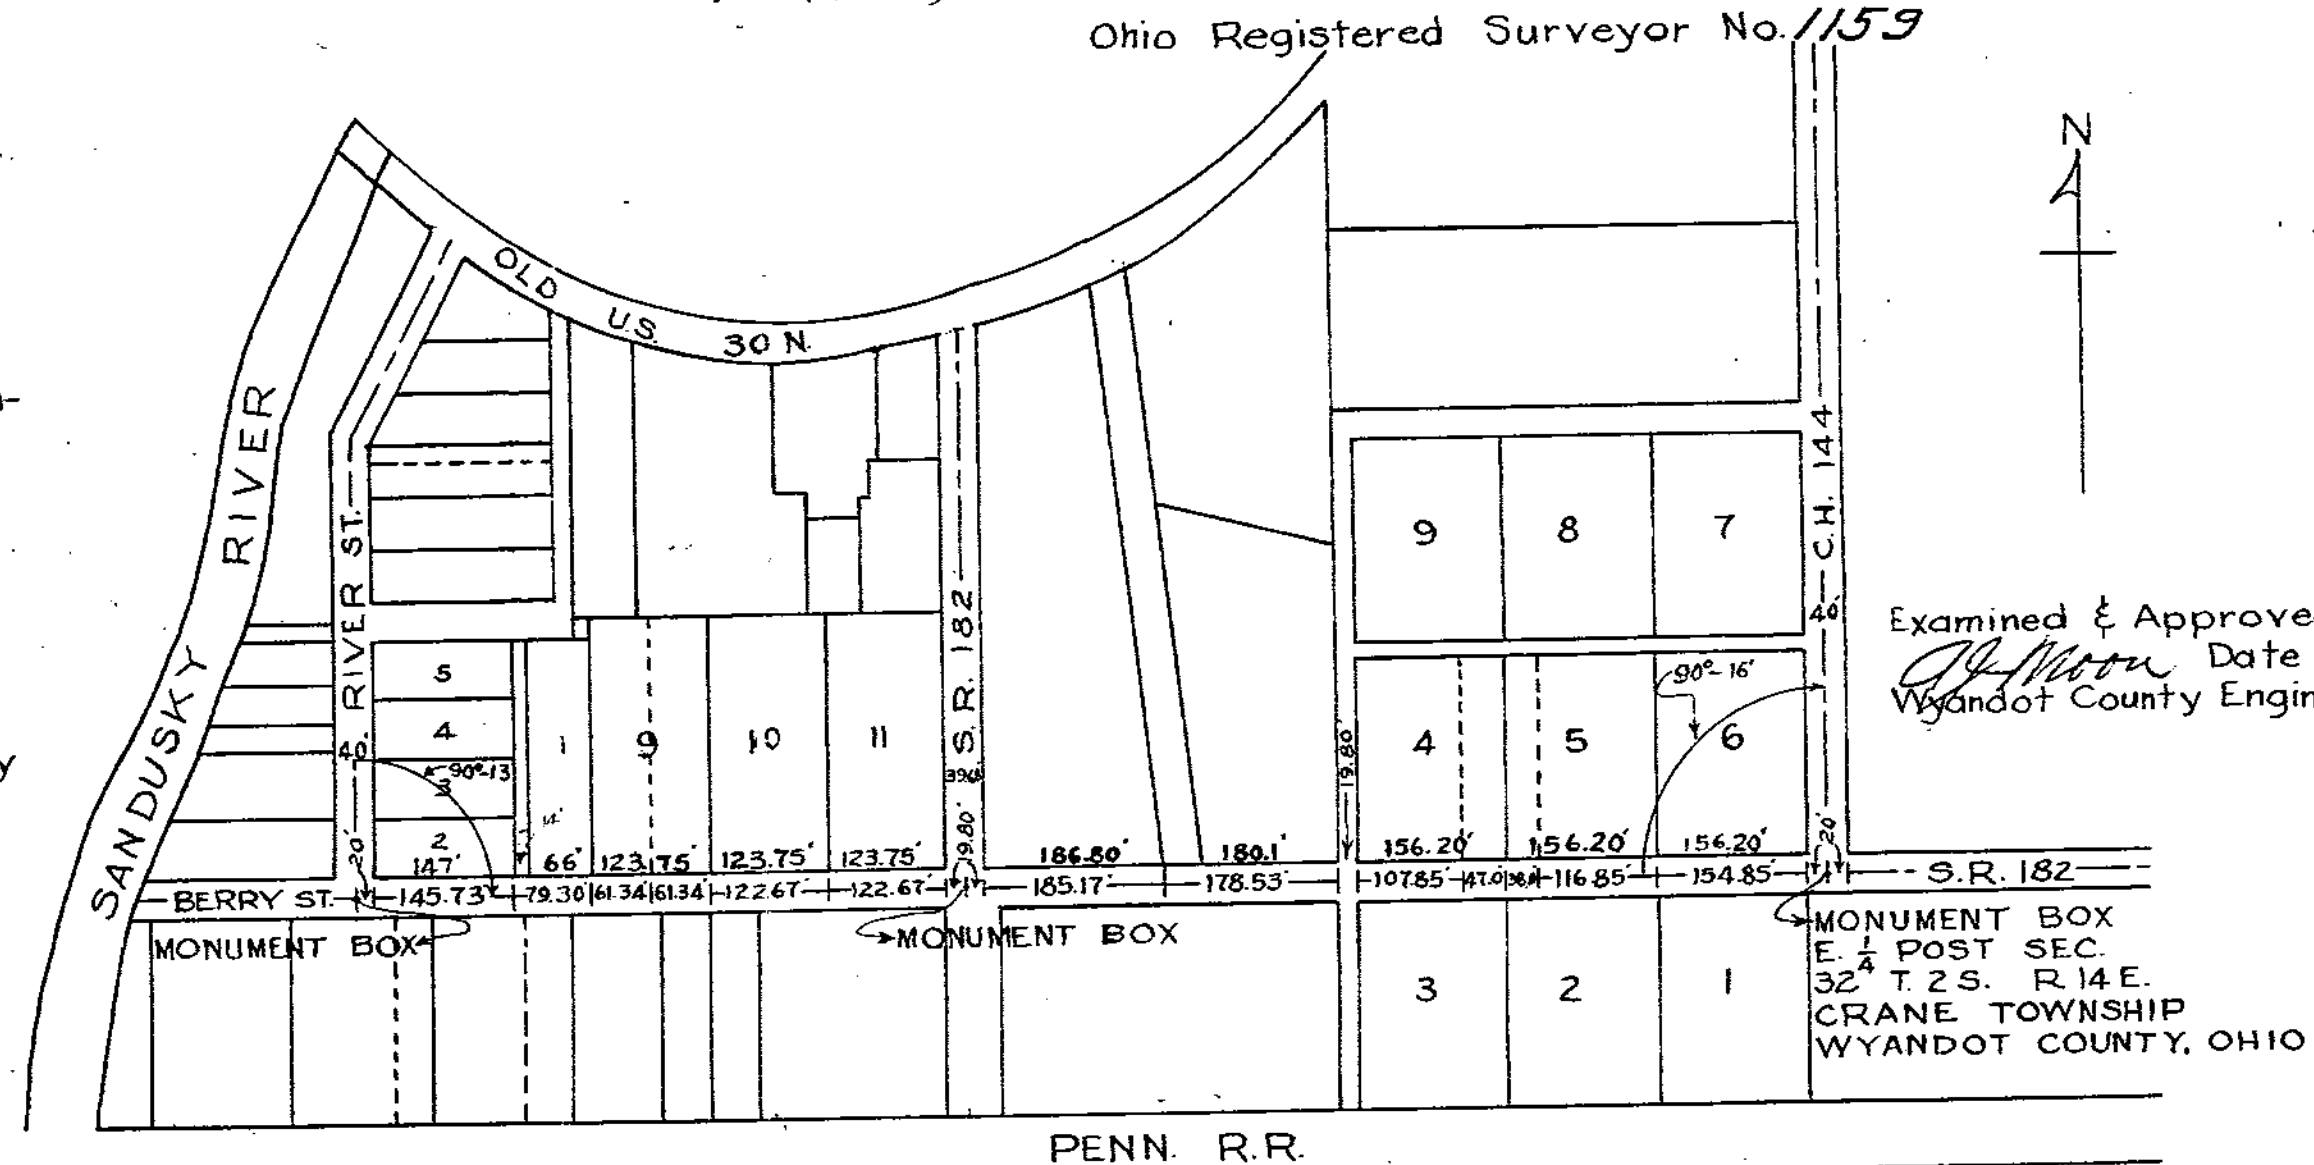 Ohio Registered Surveyor No. 1159
N
OLD U.S. 30 N.
SANDUSKY RIVER
RIVER ST.
40'
20'
S.R. 182
19.80'
C.H. 144
40'
20'
9 8 7
4 5 6
90°-16'
19.80
5
4
90°-13'
3
2
1 9 10 11
14'
147' 66' 123.75' 123.75' 123.75' 186.80' 180.1' 156.20' 156.20' 156.20'
BERRY ST. 145.73' 79.30' 61.34' 61.34' 122.67' 122.67' 185.17' 178.53' 107.85' 47.0 116.85' 154.85' S.R. 182
MONUMENT BOX
MONUMENT BOX
MONUMENT BOX
E. 1/4 POST SEC.
32 T. 2 S. R 14 E.
CRANE TOWNSHIP
WYANDOT COUNTY, OHIO
3 2 1
Examined & Approve
Moon Date
Wyandot County Engin
PENN. R.R.